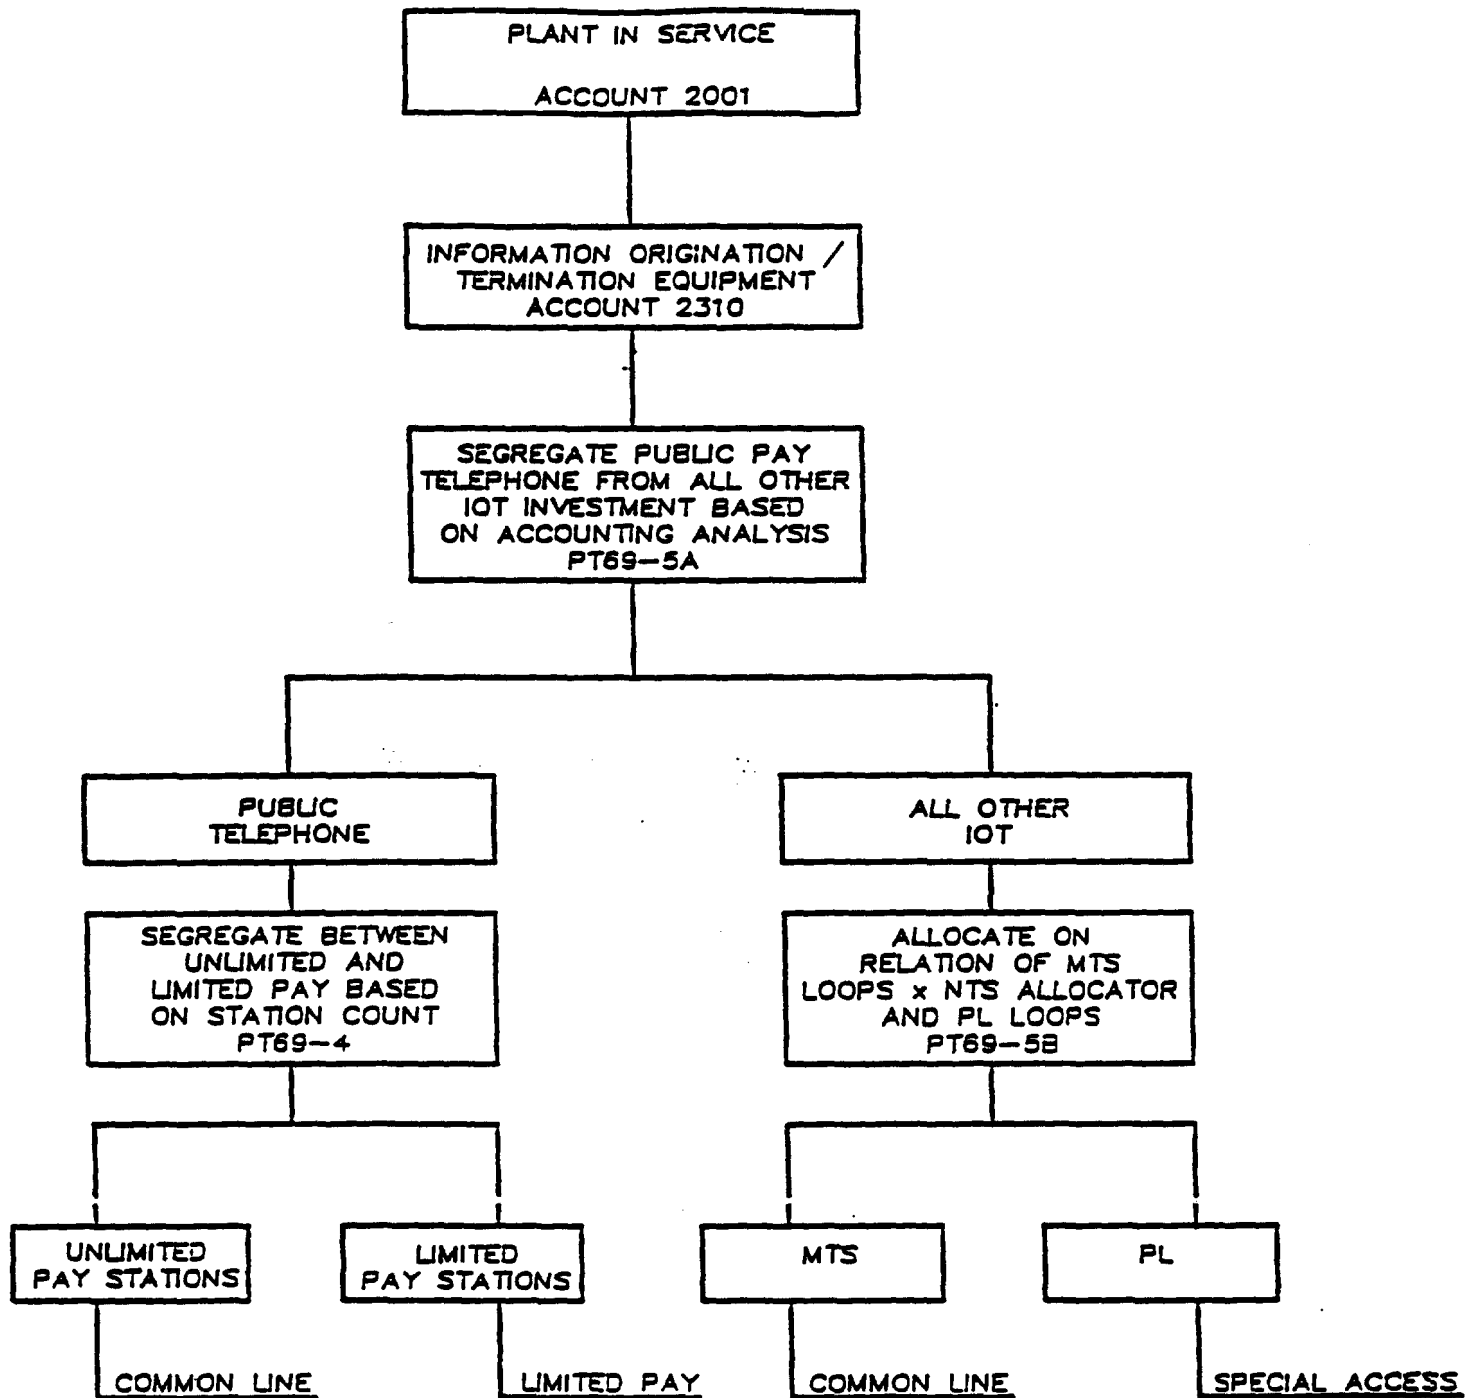 PLANT IN SERVICE
ACCOUNT 2001
INFORMATION ORIGINATION /
TERMINATION EQUIPMENT
ACCOUNT 2310
SEGREGATE PUBLIC PAY
TELEPHONE FROM ALL OTHER
IOT INVESTMENT BASED
ON ACCOUNTING ANALYSIS
PT69-5A
PUBLIC
TELEPHONE
ALL OTHER
IOT
SEGREGATE BETWEEN
UNLIMITED AND
LIMITED PAY BASED
ON STATION COUNT
PT69-4
ALLOCATE ON
RELATION OF MTS
LOOPS x NTS ALLOCATOR
AND PL LOOPS
PT69-5B
UNLIMITED
PAY STATIONS
LIMITED
PAY STATIONS
MTS
PL
COMMON LINE
LIMITED PAY
COMMON LINE
SPECIAL ACCESS